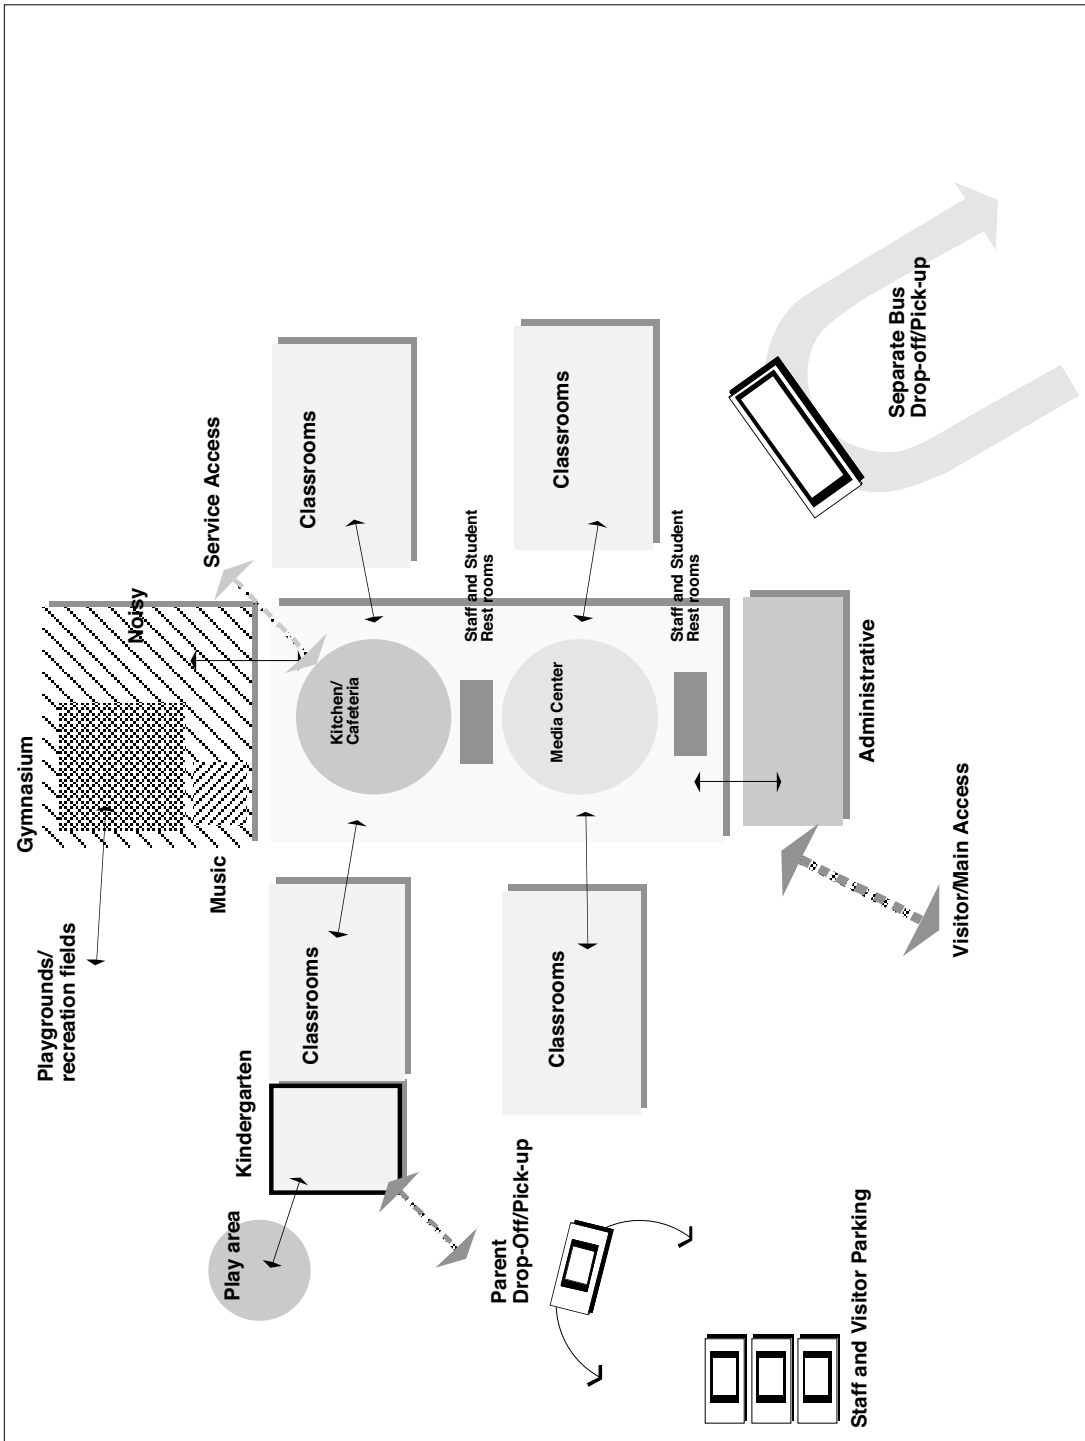 Gymnasium
Noisy
Service Access
Playgrounds/
recreation fields
Music
Kitchen/
Cafeteria
Classrooms
Classrooms
Kindergarten
Play area
Staff and Student
Rest rooms
Media Center
Classrooms
Classrooms
Staff and Student
Rest rooms
Parent
Drop-Off/Pick-up
Administrative
Separate Bus
Drop-off/Pick-up
Visitor/Main Access
Staff and Visitor Parking